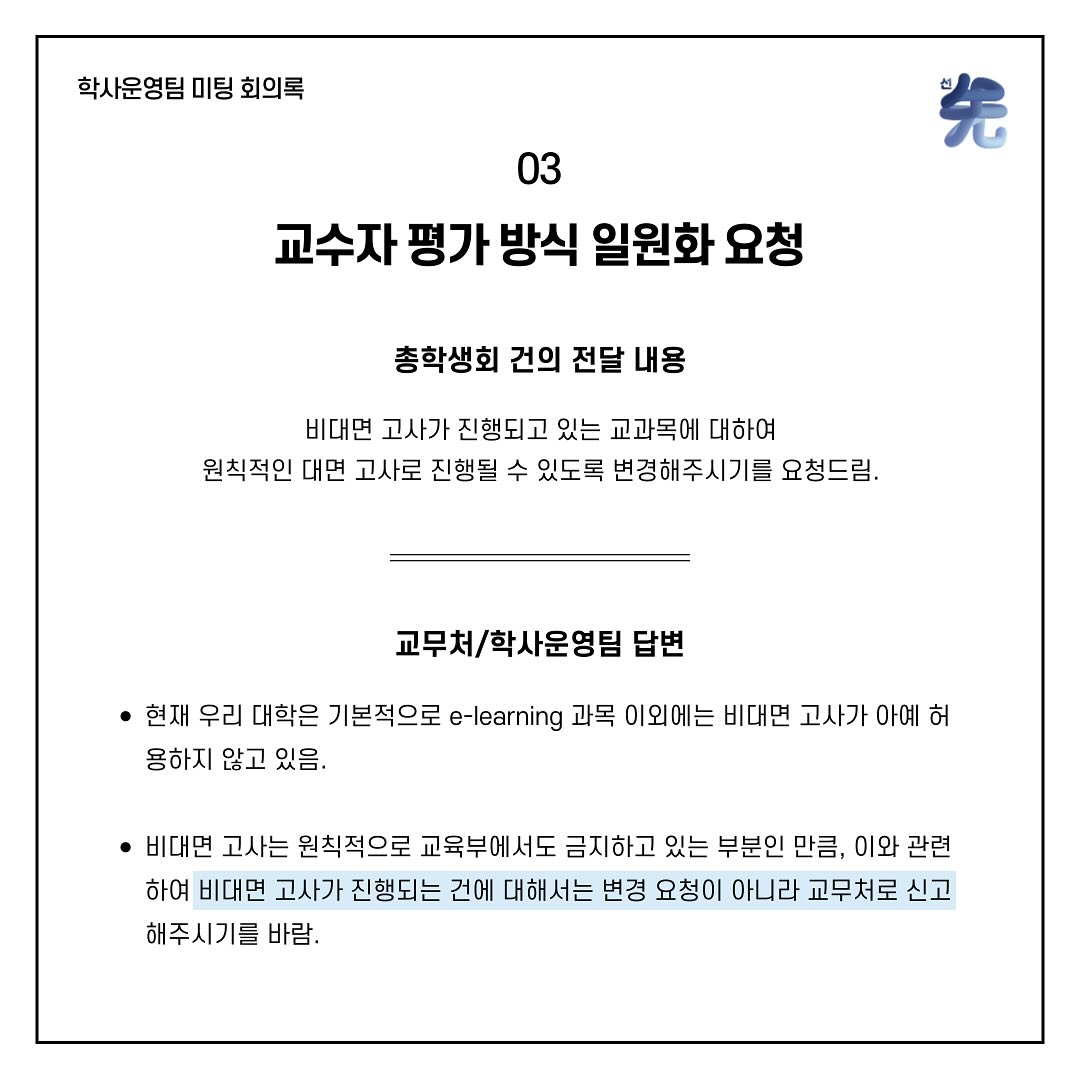 학사운영팀 미팅 회의록
선
先
03
교수자 평가 방식 일원화 요청
총학생회 건의 전달 내용
비대면 고사가 진행되고 있는 교과목에 대하여
원칙적인 대면 고사로 진행될 수 있도록 변경해주시기를 요청드림.
교무처/학사운영팀 답변
• 현재 우리 대학은 기본적으로 e-learning 과목 이외에는 비대면 고사가 아예 허
용하지 않고 있음.
• 비대면 고사는 원칙적으로 교육부에서도 금지하고 있는 부분인 만큼, 이와 관련
하여 비대면 고사가 진행되는 건에 대해서는 변경 요청이 아니라 교무처로 신고
해주시기를 바람.